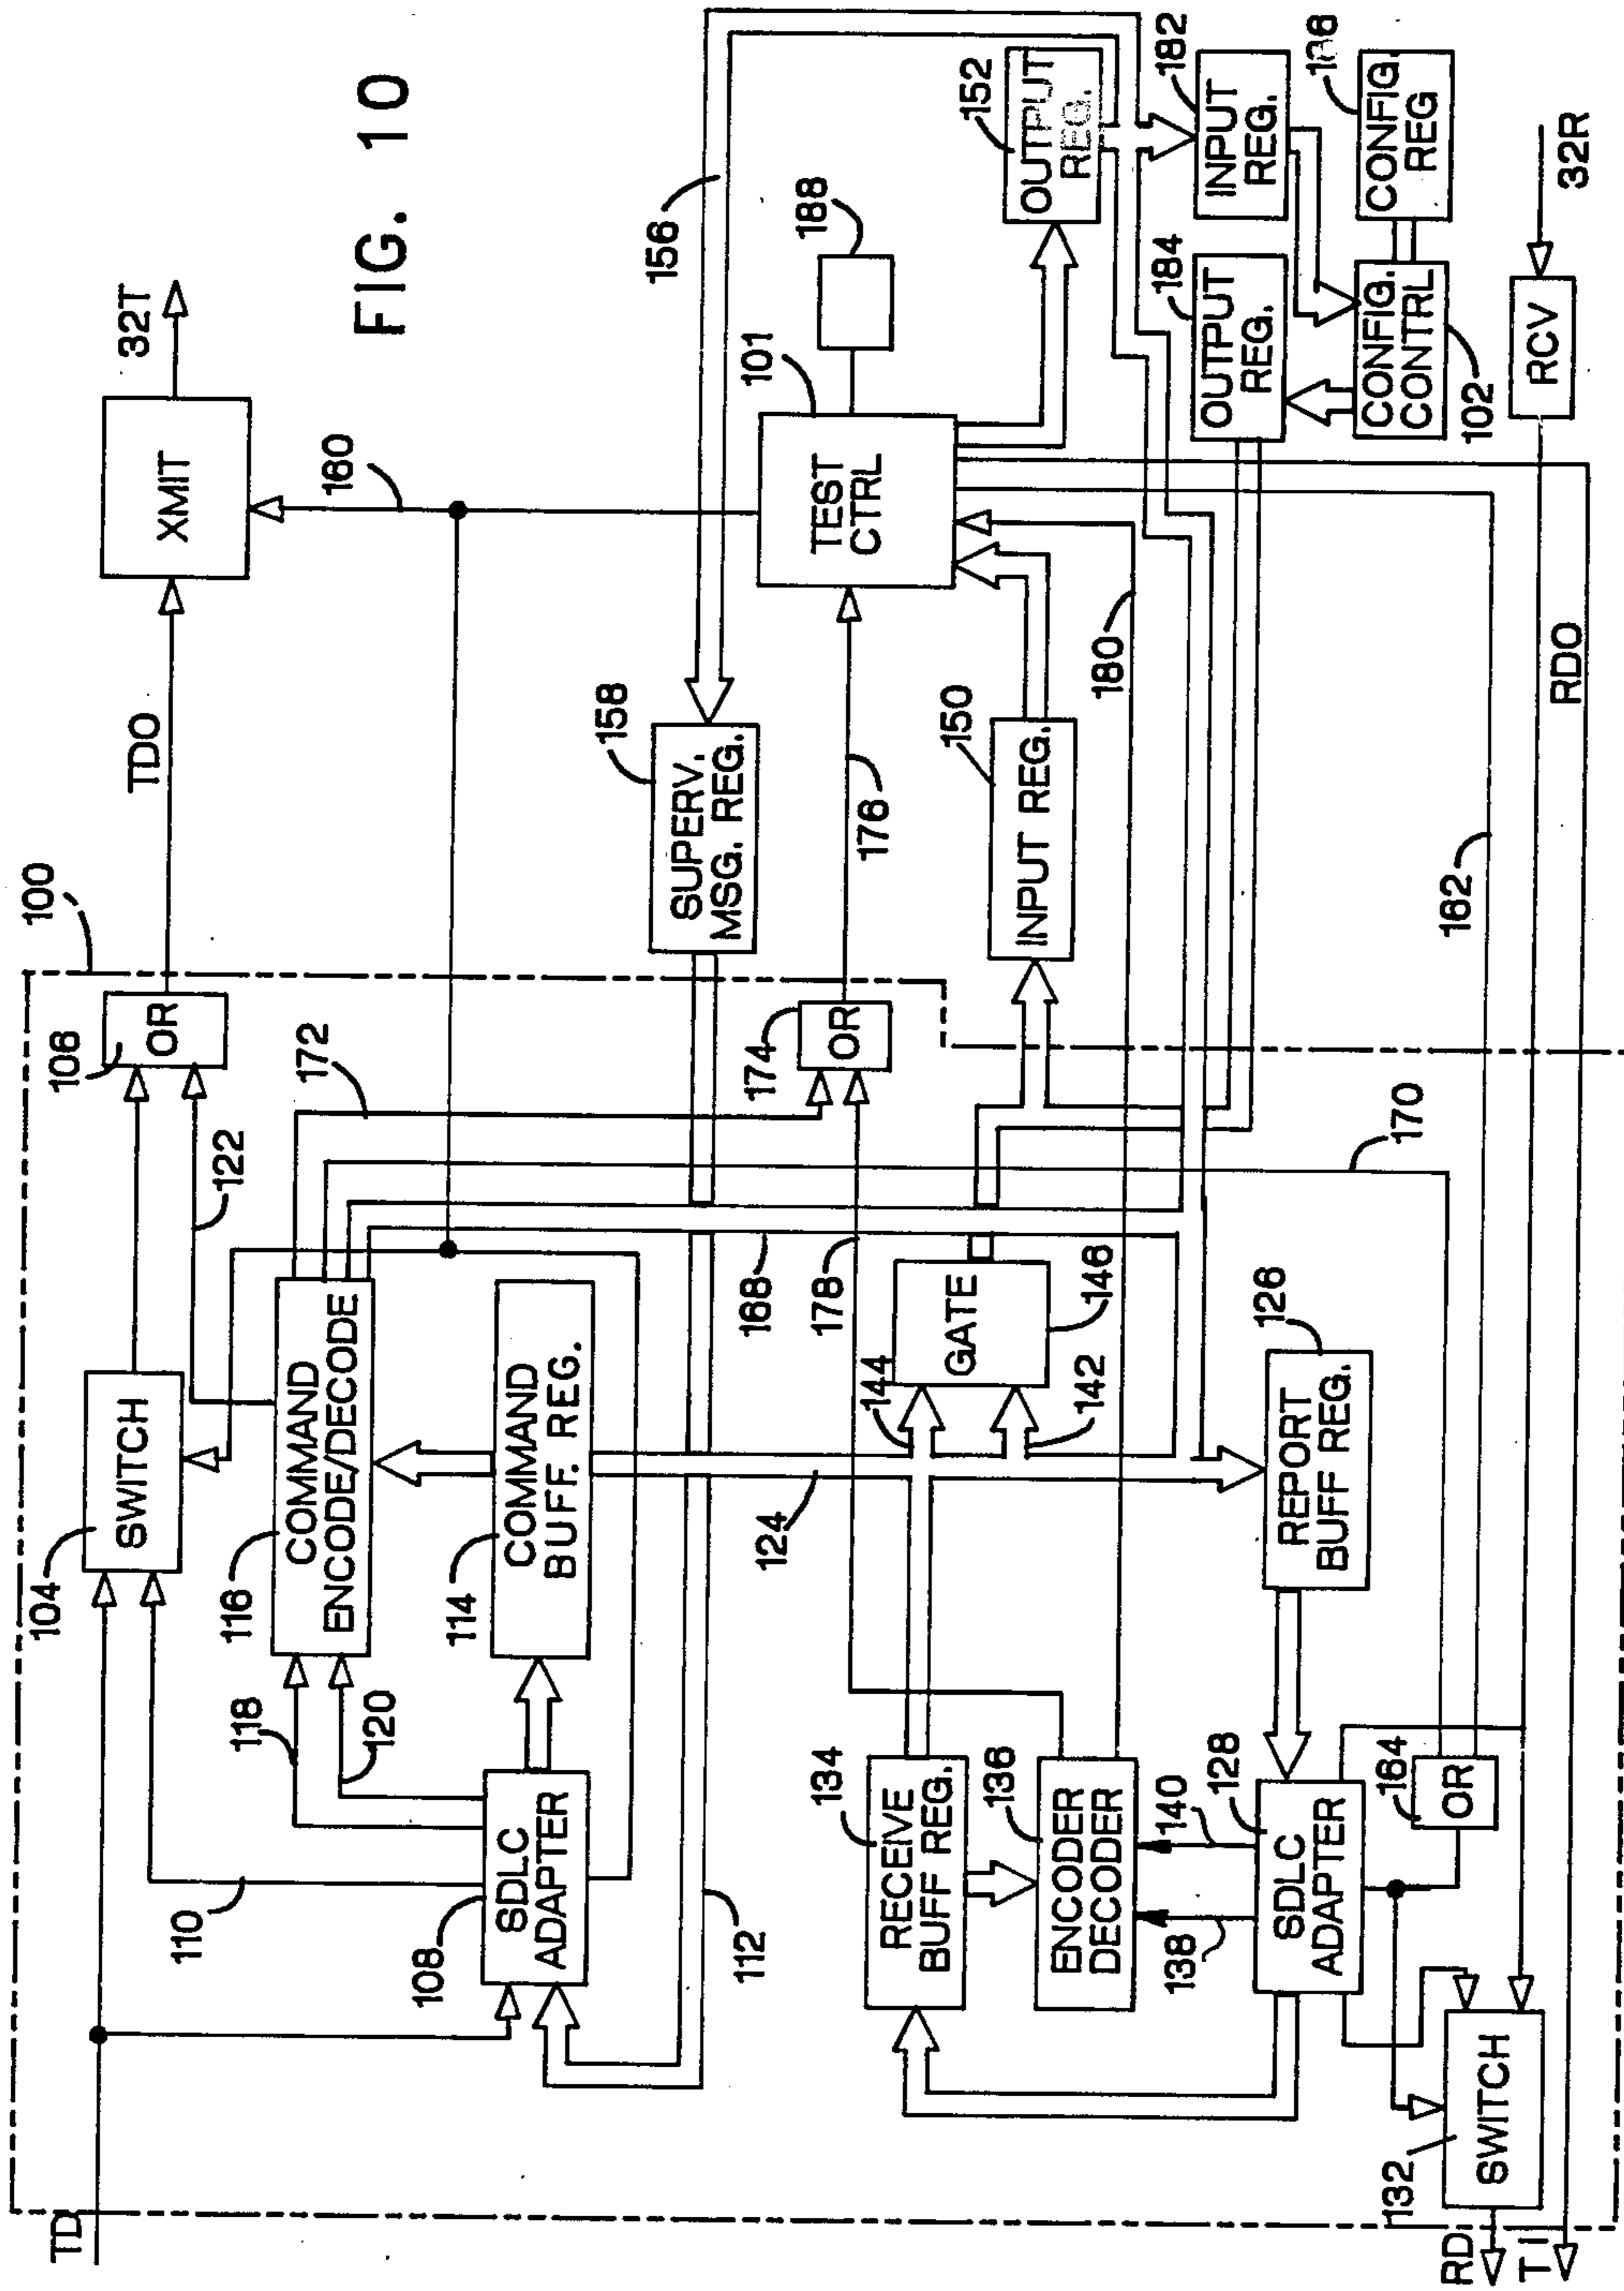 FIG. 10
TD
100
104
SWITCH
106
OR
TDO
XMIT
32T
122
160
116
COMMAND
ENCODE/DECODE
118
120
110
172
114
COMMAND
BUFF. REG.
108
SDLC
ADAPTER
112
158
SUPERV.
MSG. REG.
156
168
174
OR
176
101
TEST
CTRL
188
178
124
144
142
GATE
146
150
INPUT REG.
152
OUTPUT
REG.
180
134
RECEIVE
BUFF REG.
136
ENCODER
DECODER
138
140
128
SDLC
ADAPTER
126
REPORT
BUFF REG.
170
184
OUTPUT
REG.
182
INPUT
REG.
CONFIG.
CONTRL
102
CONFIG.
REG
164
OR
162
RCV
32R
132
SWITCH
RD
TI
RDO